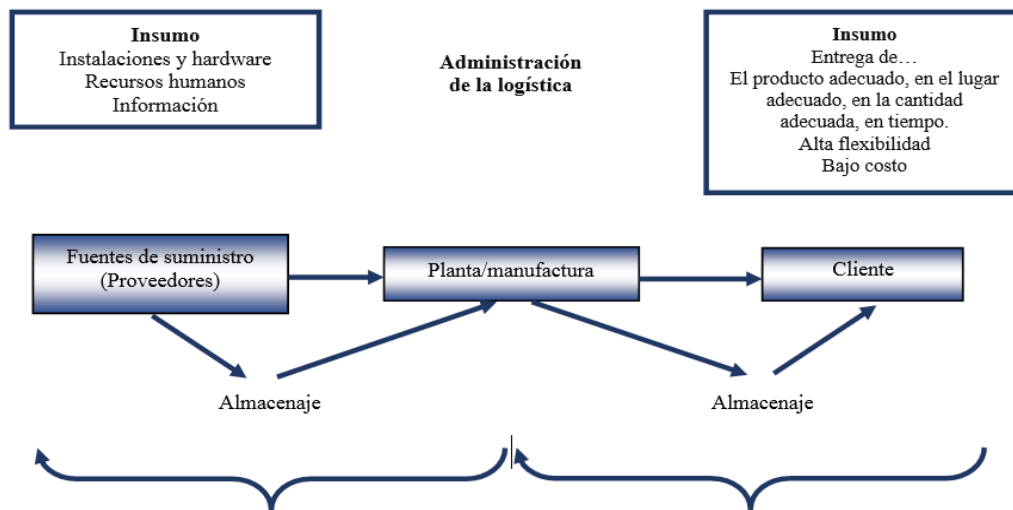 Insumo
Instalaciones y hardware
Recursos humanos
Información
Administración
de la logística
Insumo
Entrega de…
El producto adecuado, en el lugar
adecuado, en la cantidad
adecuada, en tiempo.
Alta flexibilidad
Bajo costo
Fuentes de suministro
(Proveedores)
Planta/manufactura
Cliente
Almacenaje
Almacenaje